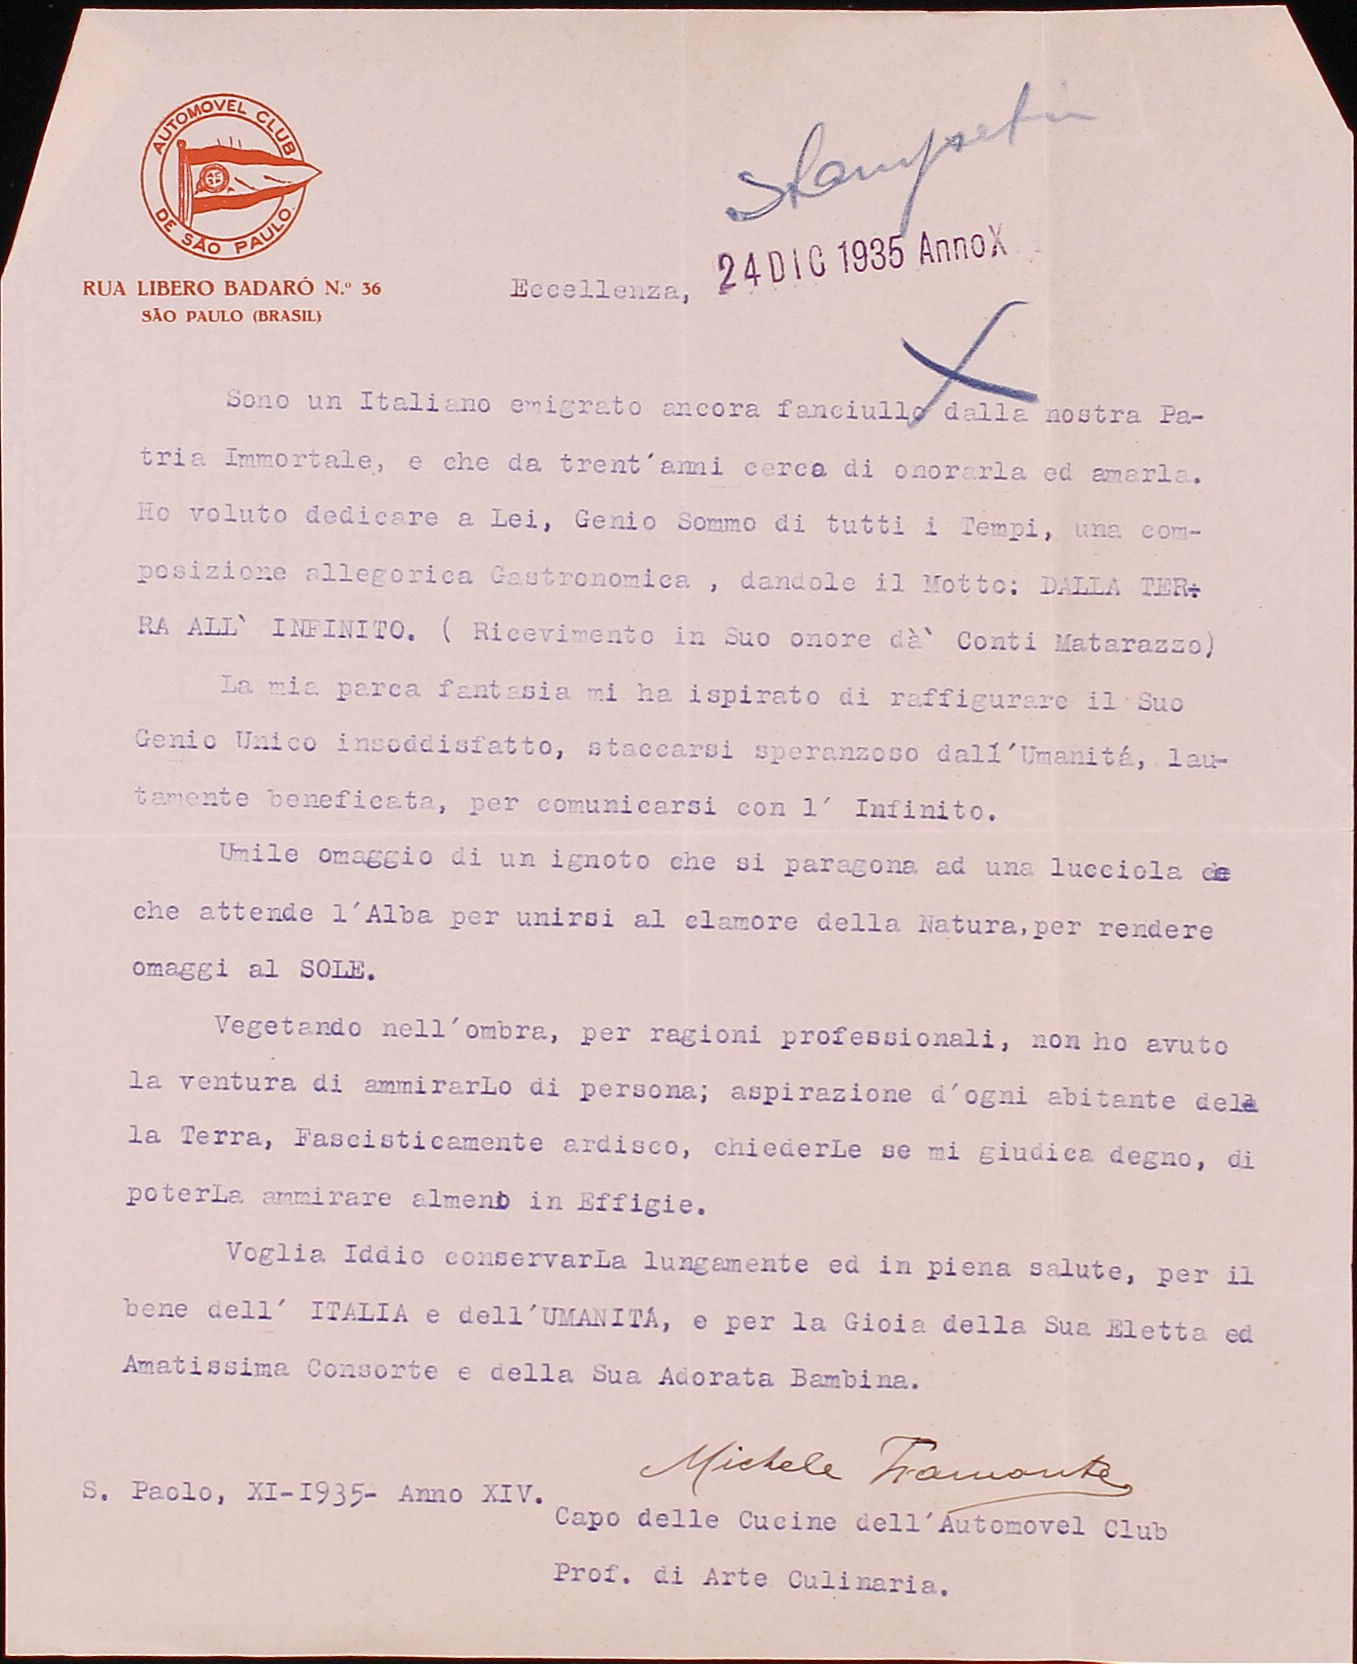 AUTOMOVEL CLUB
DE SÃO PAULO
RUA LIBERO BADARÓ N.º 36
SÃO PAULO (BRASIL)
24 DIC 1935 Anno X
Eccellenza,
Sono un Italiano emigrato ancora fanciullo dalla nostra Pa-
tria Immortale, e che da trent'anni cerca di onorarla ed amarla.
Ho voluto dedicare a Lei, Genio Sommo di tutti i Tempi, una com-
posizione allegorica Gastronomica , dandole il Motto: DALLA TER-
RA ALL` INFINITO. ( Ricevimento in Suo onore dà` Conti Matarazzo)
La mia parca fantasia mi ha ispirato di raffigurare il Suo
Genio Unico insoddisfatto, staccarsi speranzoso dall'Umanitá, lau-
tamente beneficata, per comunicarsi con l' Infinito.
Umile omaggio di un ignoto che si paragona ad una lucciola
che attende l'Alba per unirsi al clamore della Natura,per rendere
omaggi al SOLE.
Vegetando nell'ombra, per ragioni professionali, non ho avuto
la ventura di ammirarLo di persona; aspirazione d'ogni abitante del
la Terra, Fascisticamente ardisco, chiederLe se mi giudica degno, di
poterLa ammirare almeno in Effigie.
Voglia Iddio conservarLa lungamente ed in piena salute, per il
bene dell' ITALIA e dell'UMANITÁ, e per la Gioia della Sua Eletta ed
Amatissima Consorte e della Sua Adorata Bambina.
Michele Tramonte
S. Paolo, XI-I935- Anno XIV.
Capo delle Cucine dell'Automovel Club
Prof. di Arte Culinaria.